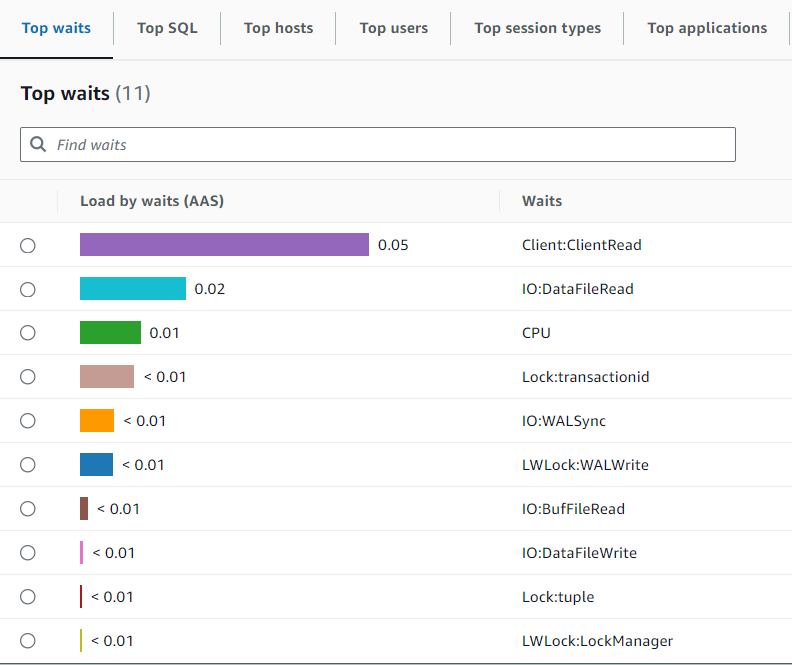 Top waits Top SQL Top hosts Top users Top session types Top applications
Top waits (11)
Find waits
Load by waits (AAS) Waits
0.05 Client:ClientRead
0.02 IO:DataFileRead
0.01 CPU
< 0.01 Lock:transactionid
< 0.01 IO:WALSync
< 0.01 LWLock:WALWrite
< 0.01 IO:BufFileRead
< 0.01 IO:DataFileWrite
< 0.01 Lock:tuple
< 0.01 LWLock:LockManager